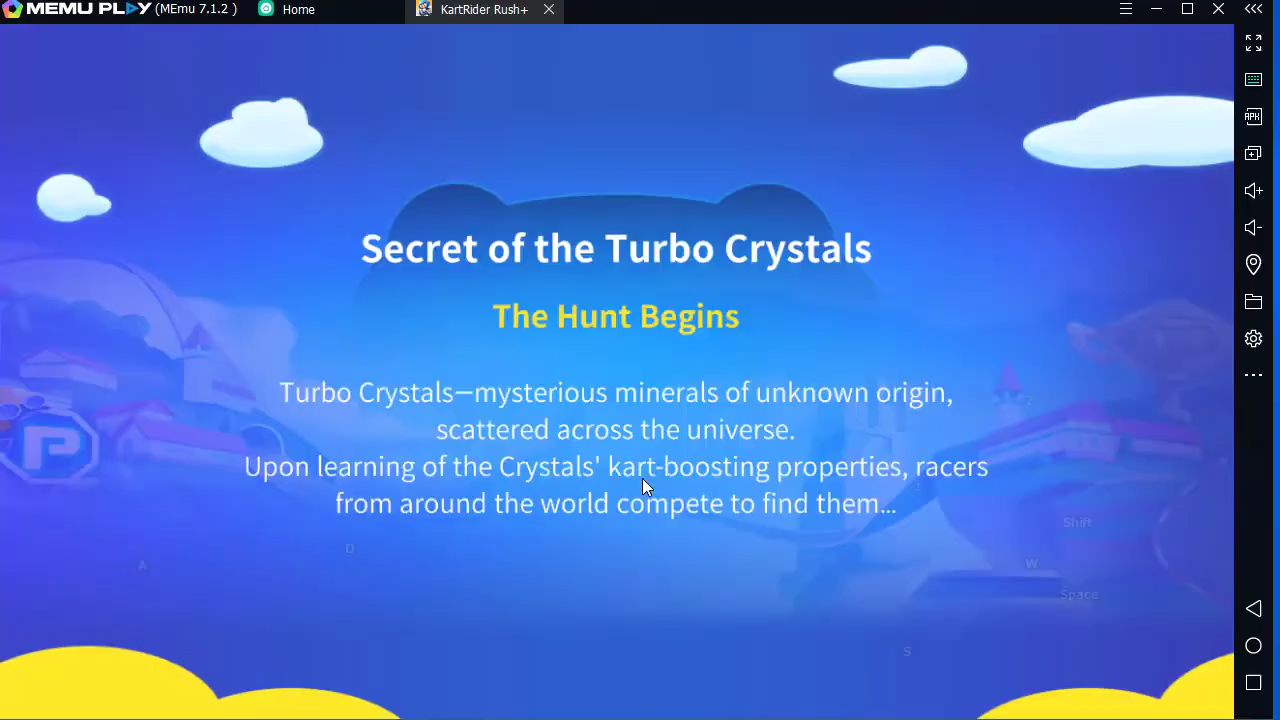 MEMU PLAY (MEmu 7.1.2 )
Home
KartRider Rush+
APK
Secret of the Turbo Crystals
The Hunt Begins
Turbo Crystals—mysterious minerals of unknown origin,
scattered across the universe.
Upon learning of the Crystals' kart-boosting properties, racers
from around the world compete to find them...
P
2
1
Shift
D
A
W
Space
S